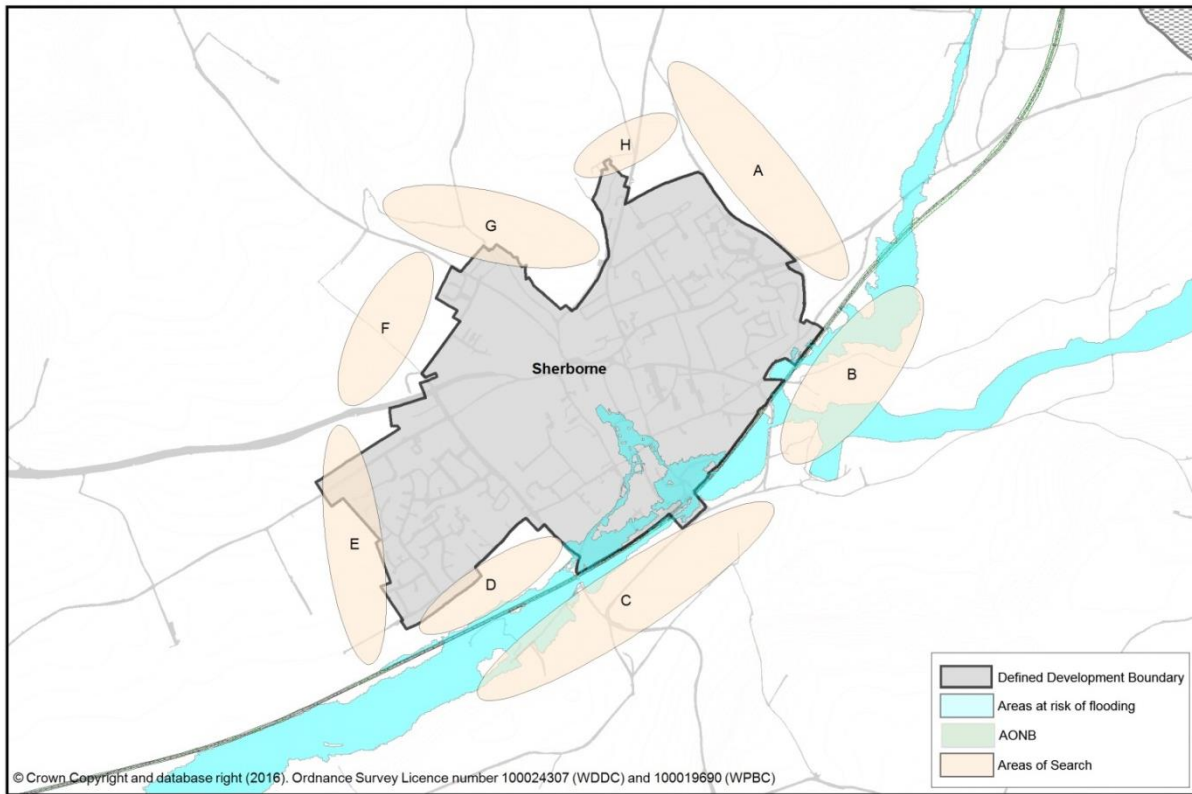 H
A
G
F
B
Sherborne
E
D
C
Defined Development Boundary
Areas at risk of flooding
AONB
Areas of Search
© Crown Copyright and database right (2016). Ordnance Survey Licence number 100024307 (WDDC) and 100019690 (WPBC)